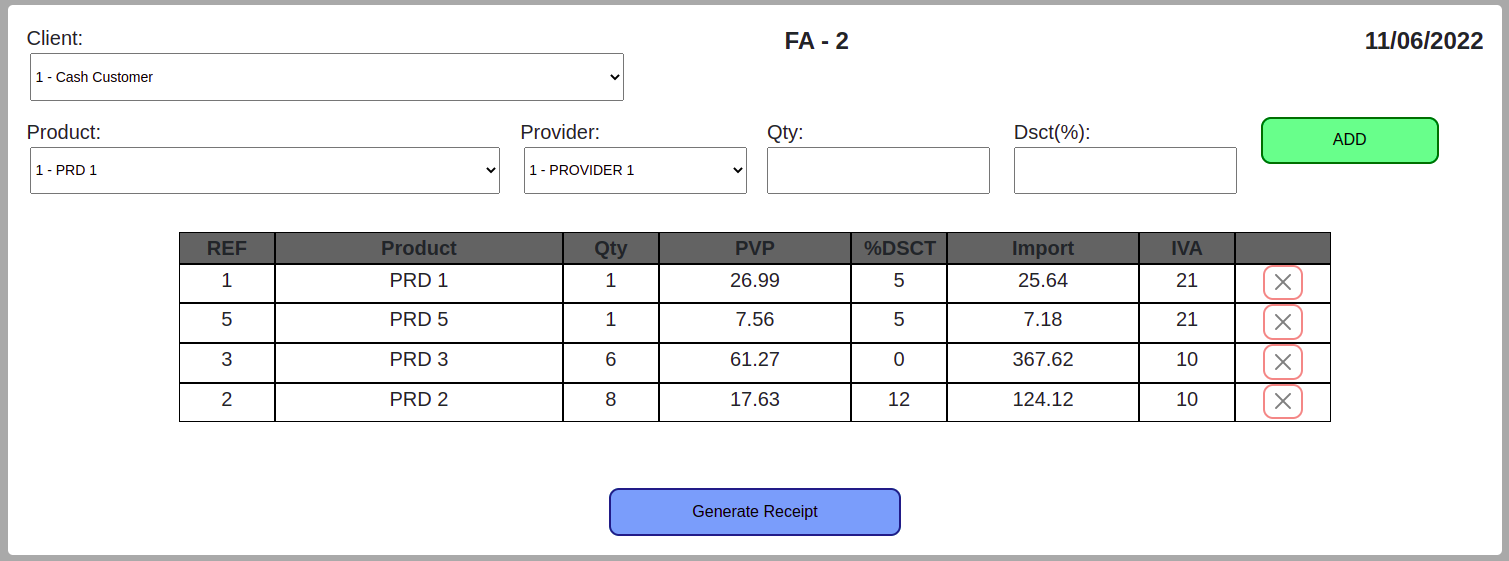 Client:
FA - 2
11/06/2022
1 - Cash Customer
Product:
Provider:
Qty:
Dsct(%):
ADD
1 - PRD 1
1 - PROVIDER 1
REF Product Qty PVP %DSCT Import IVA
1 PRD 1 1 26.99 5 25.64 21
5 PRD 5 1 7.56 5 7.18 21
3 PRD 3 6 61.27 0 367.62 10
2 PRD 2 8 17.63 12 124.12 10
Generate Receipt